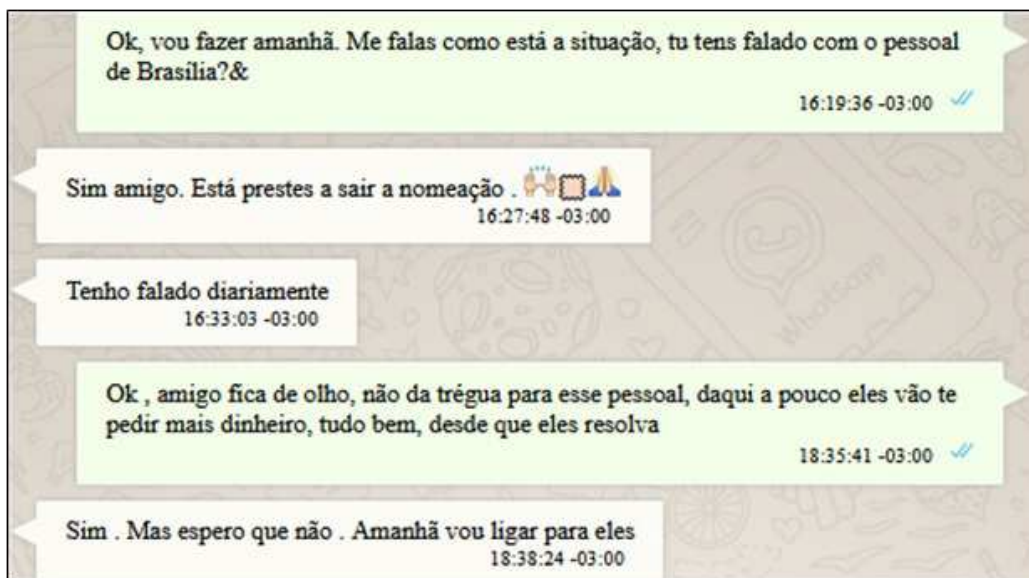 Ok, vou fazer amanhã. Me falas como está a situação, tu tens falado com o pessoal
de Brasília?&
16:19:36 -03:00
Sim amigo. Está prestes a sair a nomeação . 🙌🏻🙏
16:27:48 -03:00
Tenho falado diariamente
16:33:03 -03:00
Ok , amigo fica de olho, não da trégua para esse pessoal, daqui a pouco eles vão te
pedir mais dinheiro, tudo bem, desde que eles resolva
18:35:41 -03:00
Sim . Mas espero que não . Amanhã vou ligar para eles
18:38:24 -03:00
Whatsapp